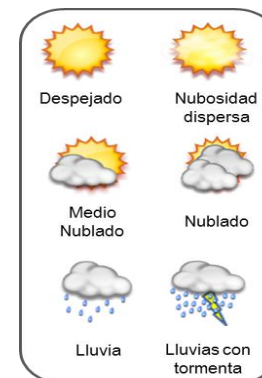 Despejado
Nubosidad
dispersa
Medio
Nublado
Nublado
Lluvia
Lluvias con
tormenta